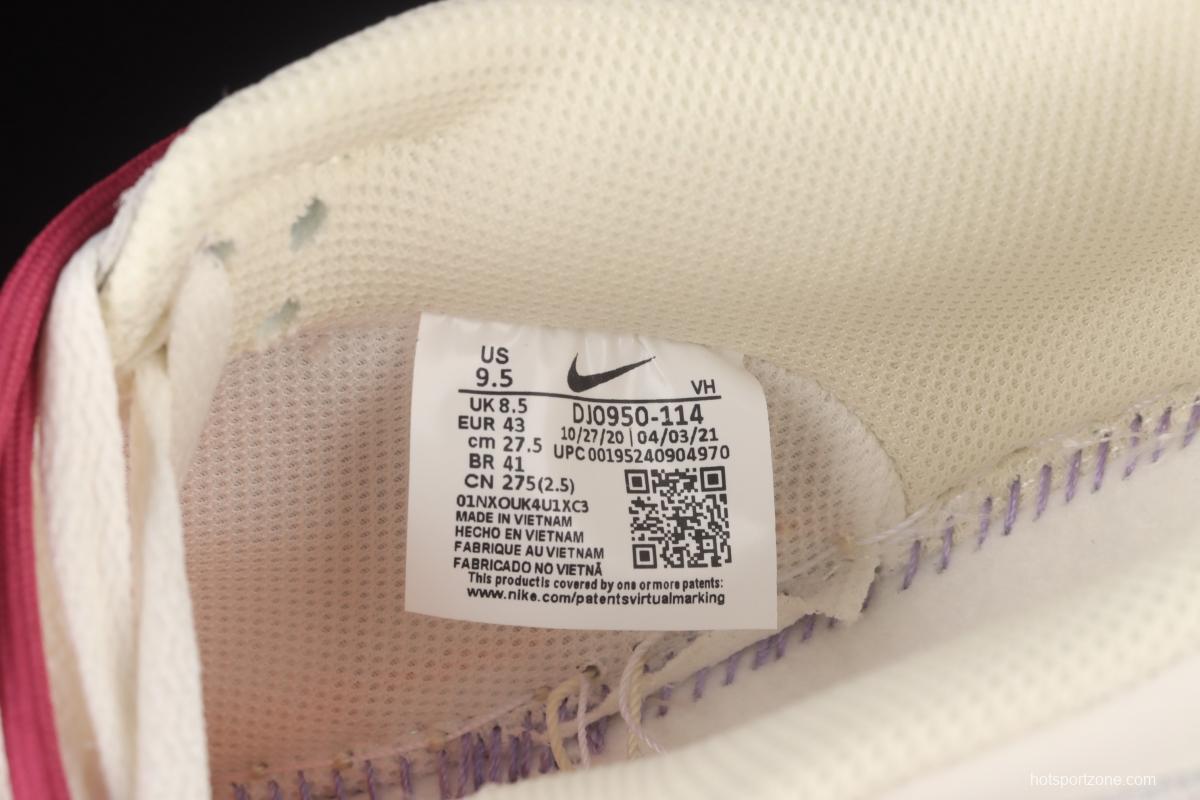 US
9.5
VH
UK 8.5
EUR 43
cm 27.5
BR 41
CN 275(2.5)
DJ0950-114
10/27/20 | 04/03/21
UPC 00195240904970
01NXOUK4U1XC3
MADE IN VIETNAM
HECHO EN VIETNAM
FABRIQUE AU VIETNAM
FABRICADO NO VIETNÃ
This product is covered by one or more patents:
www.nike.com/patentsvirtualmarking
hotsportzone.com